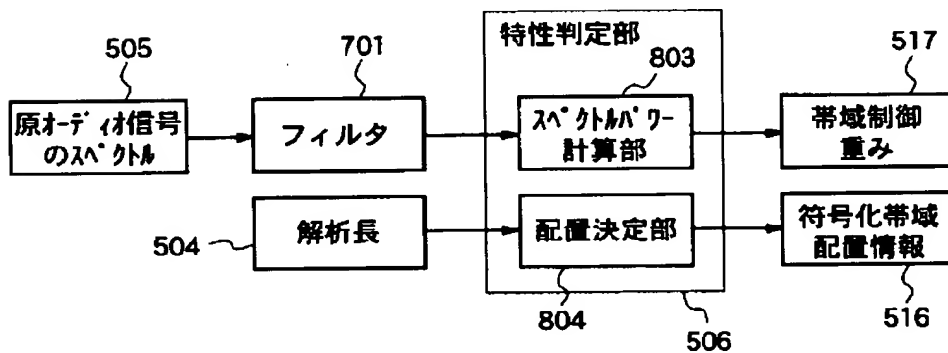 特性判定部
505
701
803
517
原オーディオ信号
のスペクトル
フィルタ
スペクトルパワー
計算部
帯域制御
重み
504
解析長
配置決定部
符号化帯域
配置情報
804
506
516